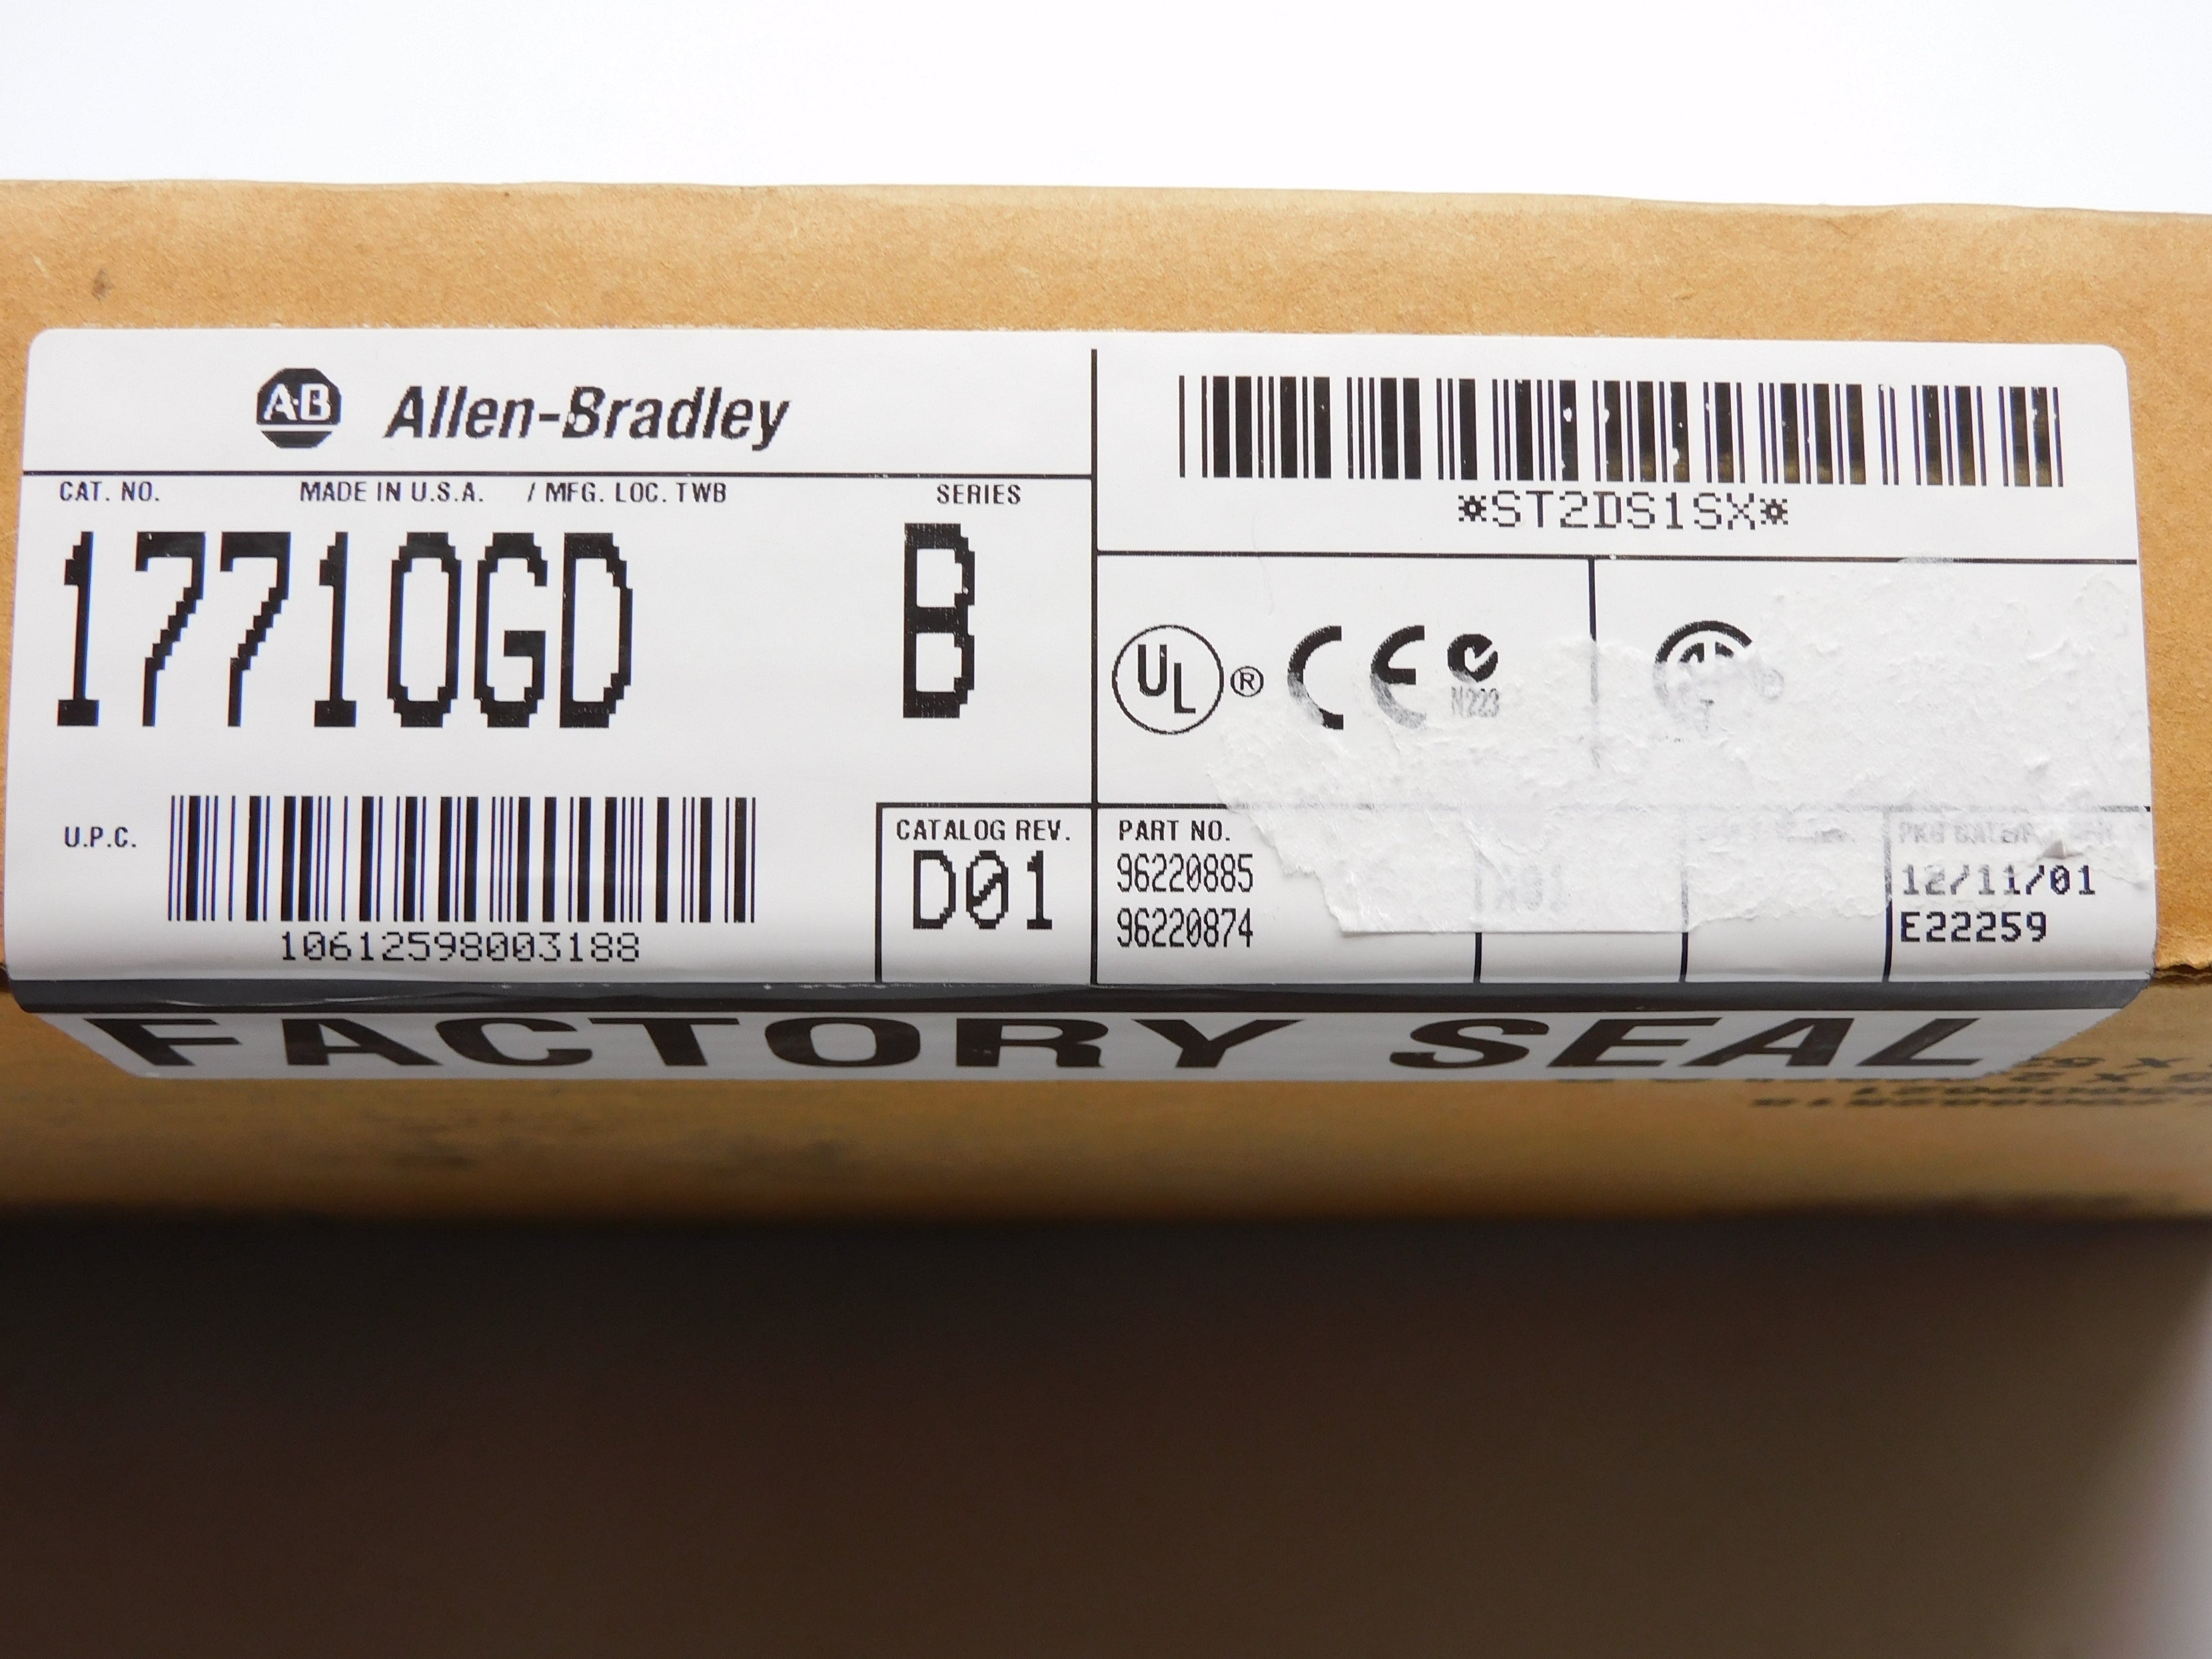 AB Allen-Bradley
*ST2DS1SX*
CAT. NO. MADE IN U.S.A. / MFG. LOC. TWB SERIES
1771OGD B
UL® CE N223
U.P.C.
10612598003188
CATALOG REV.
D01
PART NO.
96220885
96220874
12/11/01
E22259
FACTORY SEAL